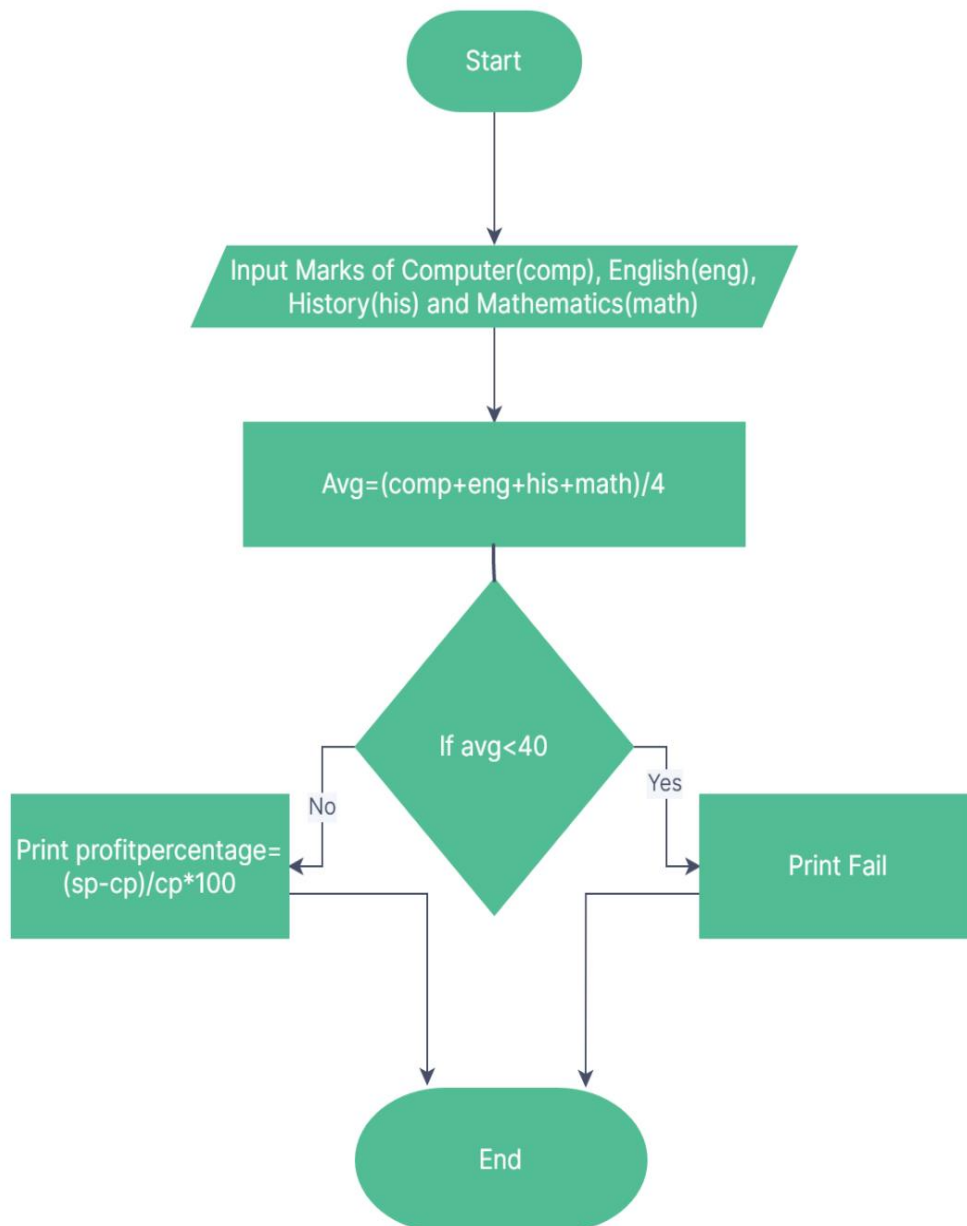 Start
Input Marks of Computer(comp), English(eng),
History(his) and Mathematics(math)
Avg=(comp+eng+his+math)/4
If avg<40
No
Yes
Print profitpercentage=
(sp-cp)/cp*100
Print Fail
End